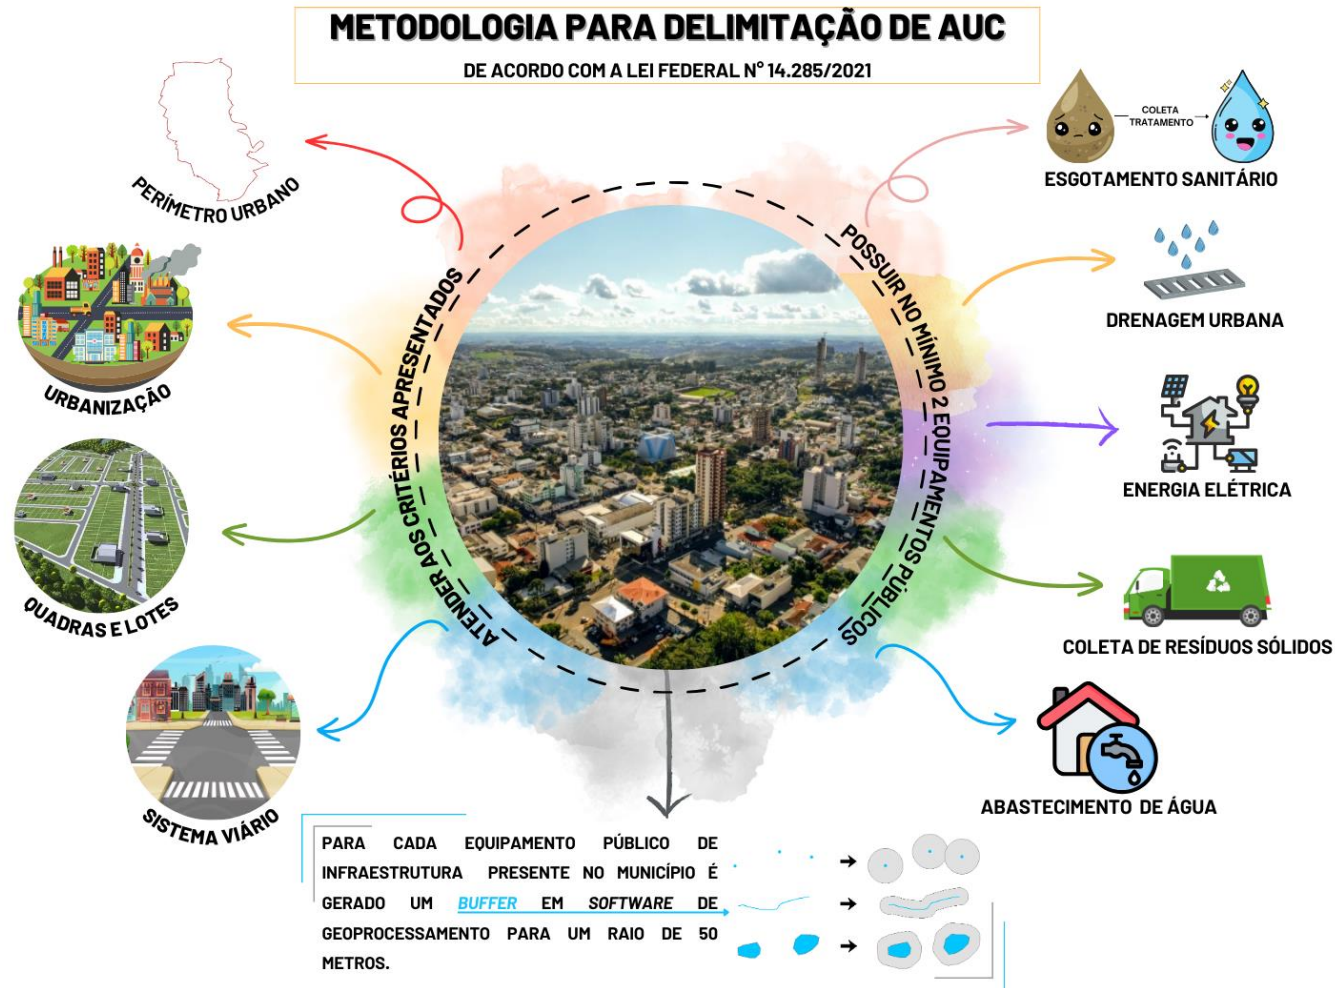 METODOLOGIA PARA DELIMITAÇÃO DE AUC
DE ACORDO COM A LEI FEDERAL N° 14.285/2021
PERÍMETRO URBANO
URBANIZAÇÃO
QUADRAS E LOTES
SISTEMA VIÁRIO
ATENDER AOS CRITÉRIOS APRESENTADOS
POSSUIR NO MÍNIMO 2 EQUIPAMENTOS PÚBLICOS
COLETA
TRATAMENTO
ESGOTAMENTO SANITÁRIO
DRENAGEM URBANA
ENERGIA ELÉTRICA
COLETA DE RESÍDUOS SÓLIDOS
ABASTECIMENTO DE ÁGUA
PARA CADA EQUIPAMENTO PÚBLICO DE
INFRAESTRUTURA PRESENTE NO MUNICÍPIO É
GERADO UM BUFFER EM SOFTWARE DE
GEOPROCESSAMENTO PARA UM RAIO DE 50
METROS.